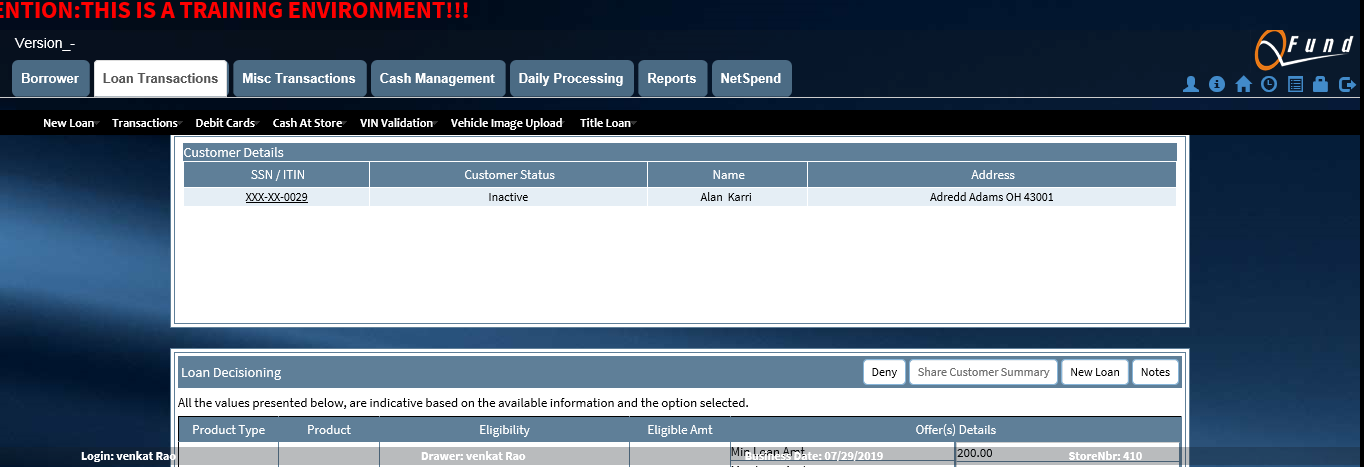 ENTION:THIS IS A TRAINING ENVIRONMENT!!!
Version_-
QFund
Borrower Loan Transactions Misc Transactions Cash Management Daily Processing Reports NetSpend
New Loan Transactions Debit Cards Cash At Store VIN Validation Vehicle Image Upload Title Loan
Customer Details
SSN / ITIN Customer Status Name Address
XXX-XX-0029 Inactive Alan Karri Adredd Adams OH 43001
Loan Decisioning Deny Share Customer Summary New Loan Notes
All the values presented below, are indicative based on the available information and the option selected.
Product Type Product Eligibility Eligible Amt Offer(s) Details
Min Loan Amt 200.00
Login: venkat Rao Drawer: venkat Rao Business Date: 07/29/2019 StoreNbr: 410